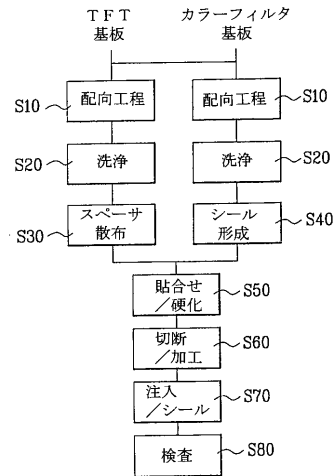 TFT
基板
カラーフィルタ
基板
S10
配向工程
配向工程
S10
S20
洗浄
洗浄
S20
S30
スペーサ
散布
シール
形成
S40
貼合せ
／硬化
S50
切断
／加工
S60
注入
／シール
S70
検査
S80